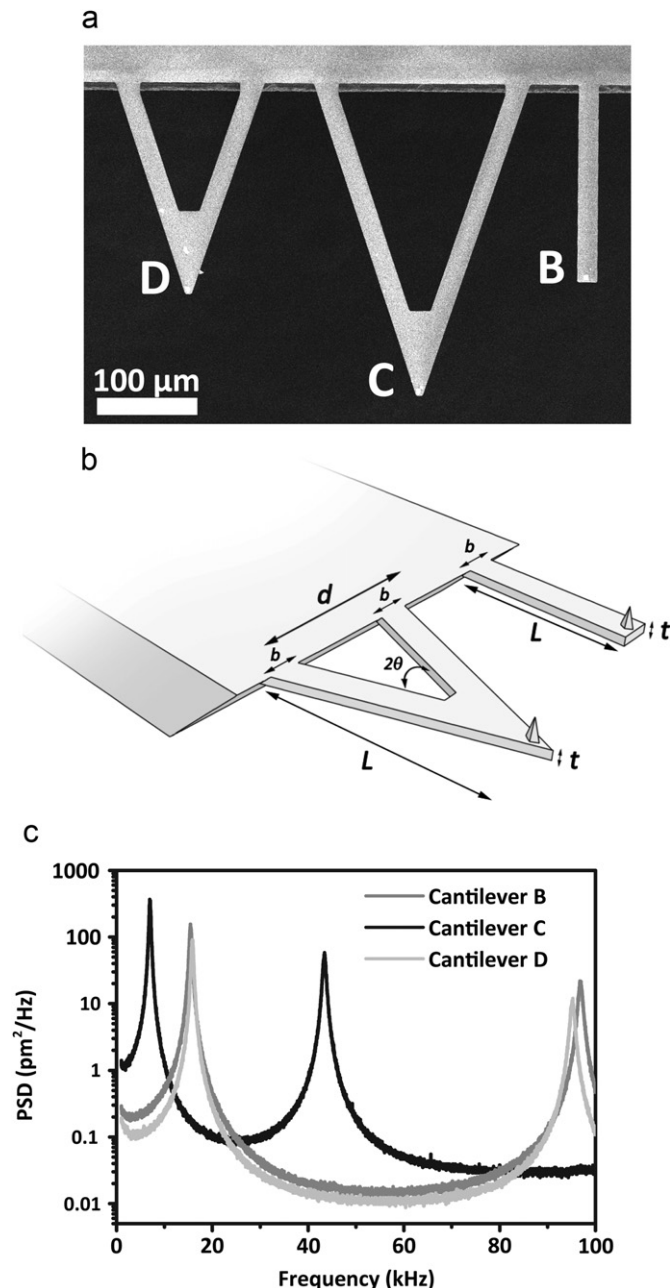 a
D
C
B
100 μm
b
b
d
b
b
2θ
L
t
L
t
c
1000
100
10
1
0.1
0.01
PSD (pm²/Hz)
Cantilever B
Cantilever C
Cantilever D
0 20 40 60 80 100
Frequency (kHz)